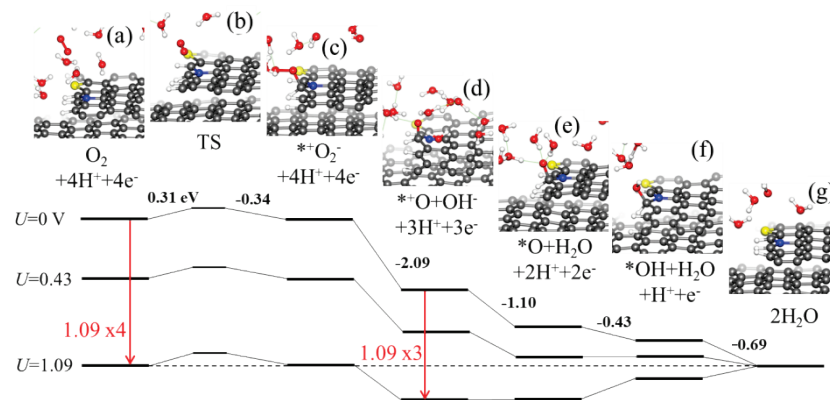 (a)
O₂
+4H⁺+4e⁻
(b)
TS
(c)
*⁺O₂⁻
+4H⁺+4e⁻
(d)
*⁺O+OH⁻
+3H⁺+3e⁻
(e)
*O+H₂O
+2H⁺+2e⁻
(f)
*OH+H₂O
+H⁺+e⁻
(g)
2H₂O
0.31 eV
-0.34
-2.09
-1.10
-0.43
-0.69
U=0 V
U=0.43
U=1.09
1.09 x4
1.09 x3